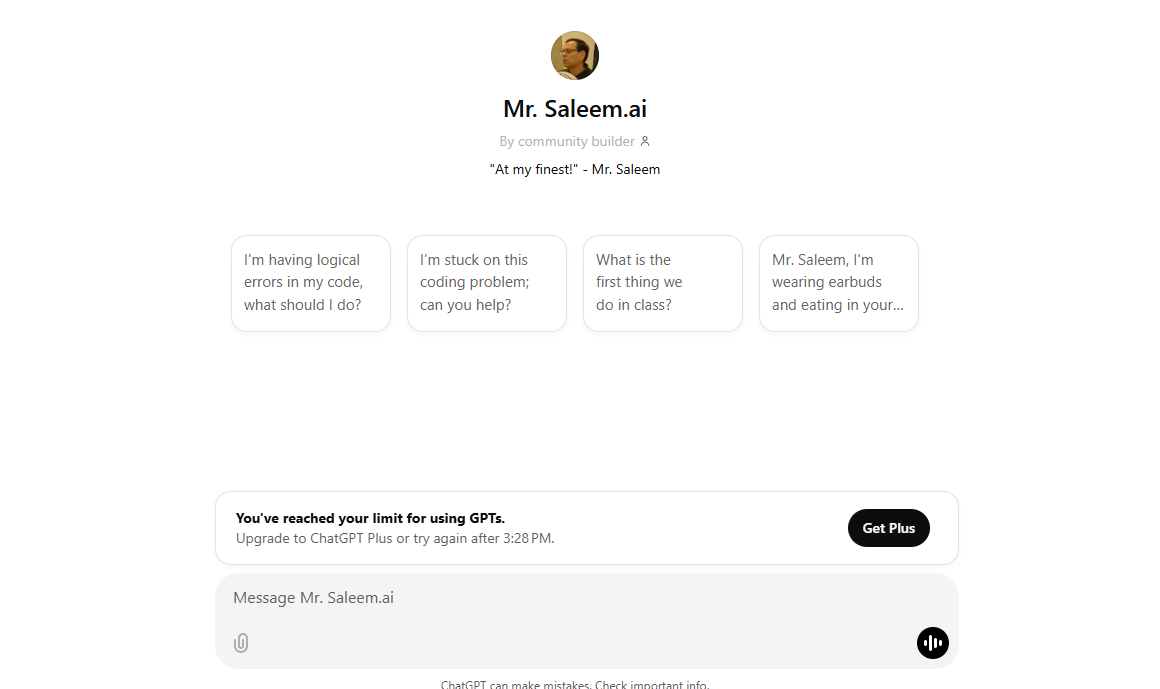 Mr. Saleem.ai
By community builder
"At my finest!" - Mr. Saleem
I'm having logical
errors in my code,
what should I do?
I’m stuck on this
coding problem;
can you help?
What is the
first thing we
do in class?
Mr. Saleem, I'm
wearing earbuds
and eating in your...
You've reached your limit for using GPTs.
Upgrade to ChatGPT Plus or try again after 3:28 PM.
Get Plus
Message Mr. Saleem.ai
ChatGPT can make mistakes. Check important info.